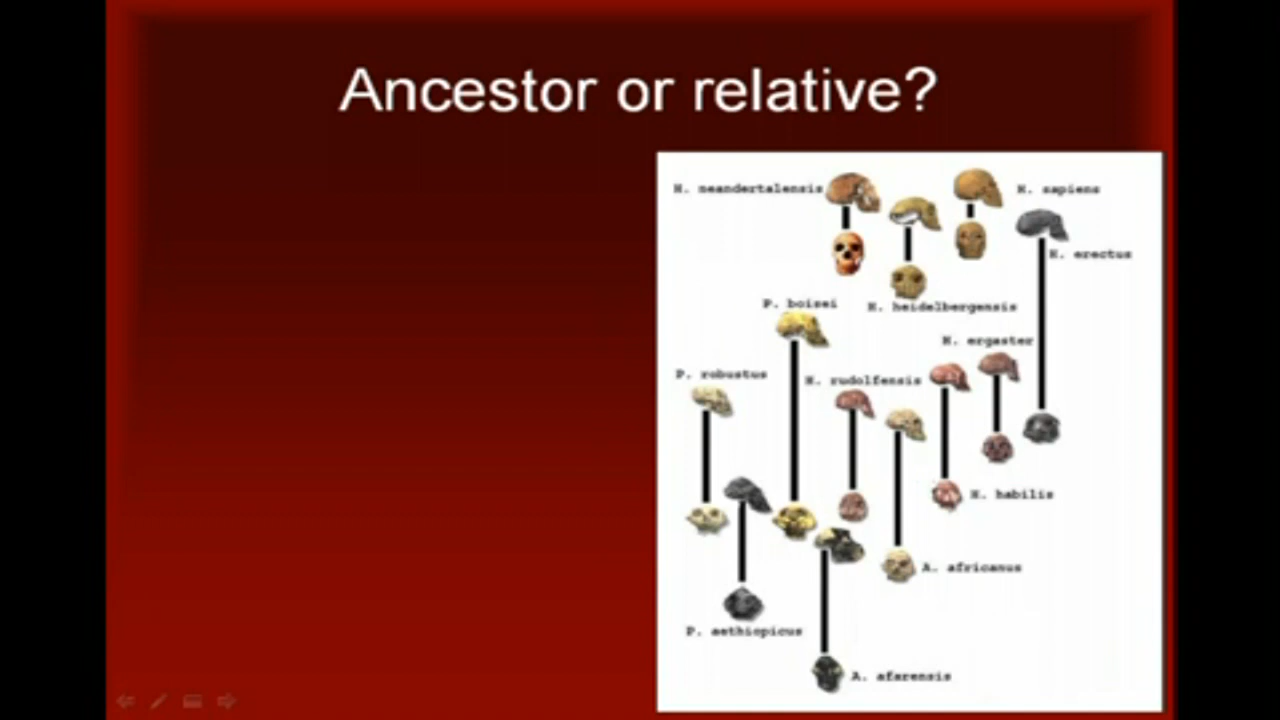 Ancestor or relative?
H. neandertalensis
H. sapiens
H. erectus
P. boisei
H. heidelbergensis
H. ergaster
P. robustus
H. rudolfensis
H. habilis
A. africanus
P. aethiopicus
A. afarensis